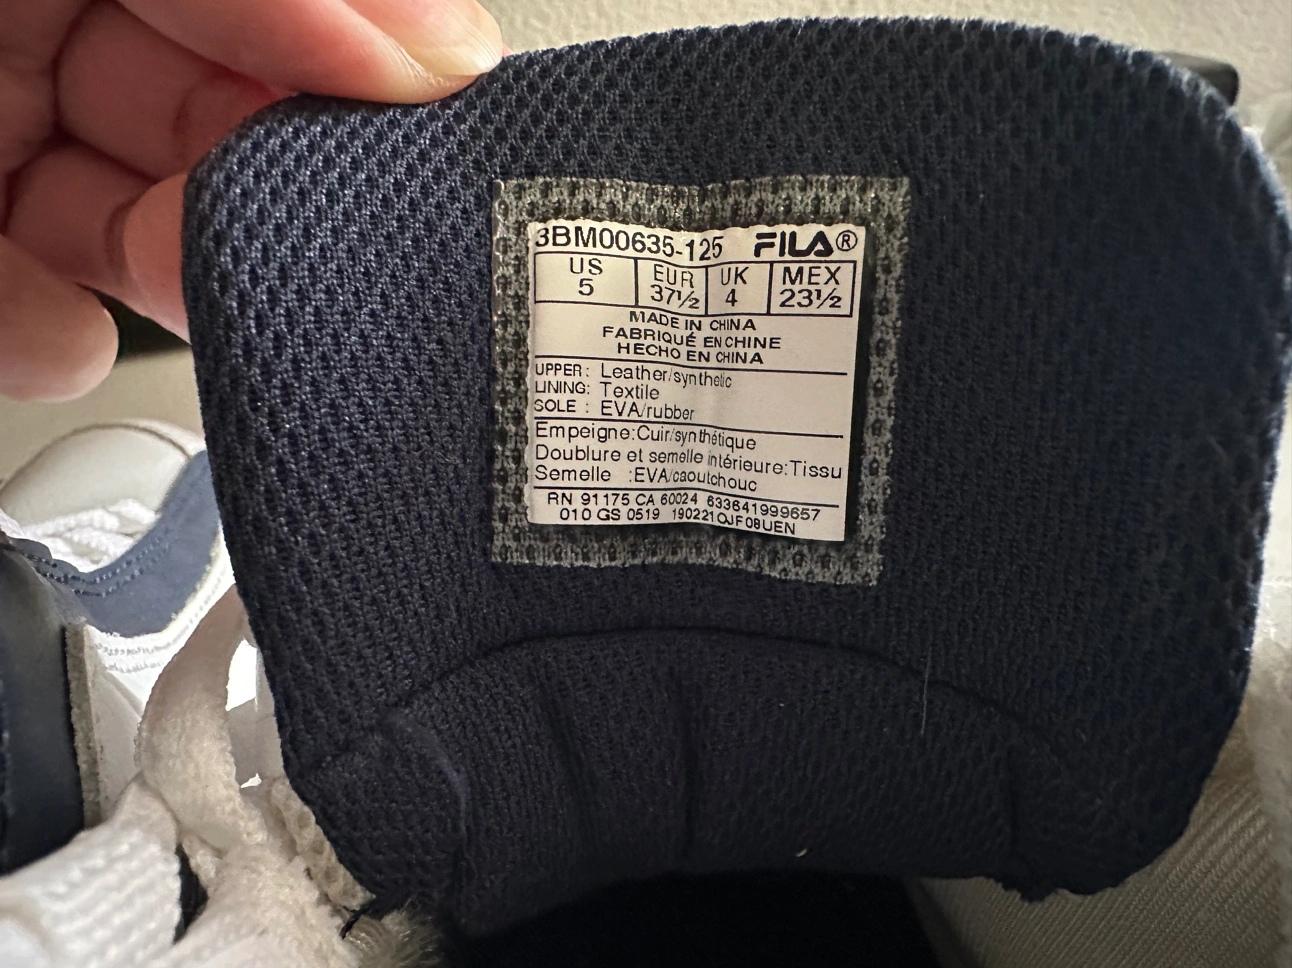 3BM00635-125 FILA®
US EUR UK MEX
5 37½ 4 23½
MADE IN CHINA
FABRIQUÉ EN CHINE
HECHO EN CHINA
UPPER: Leather/synthetic
LINING: Textile
SOLE : EVA/rubber
Empeigne:Cuir/synthétique
Doublure et semelle intérieure:Tissu
Semelle :EVA/caoutchouc
RN 91175 CA 60024 633641999657
010 GS 0519 190221OJF08UEN